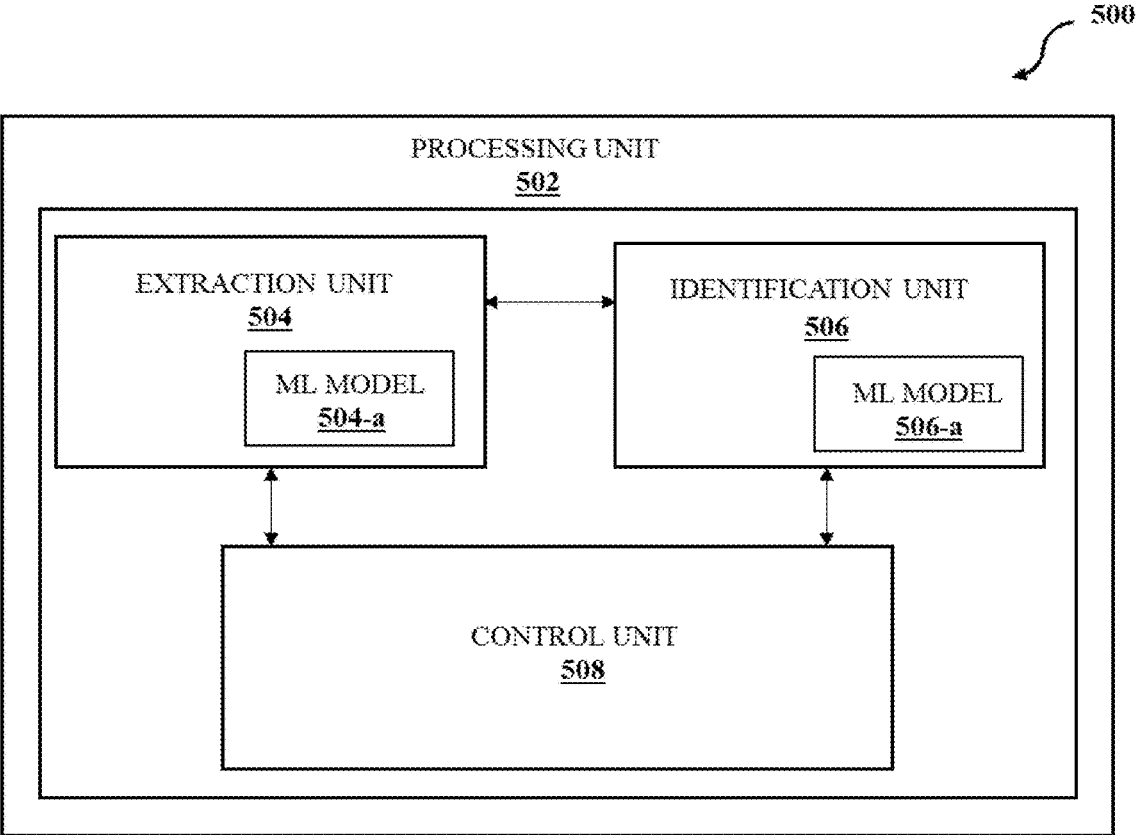 500
PROCESSING UNIT
502
EXTRACTION UNIT
504
ML MODEL
504-a
IDENTIFICATION UNIT
506
ML MODEL
506-a
CONTROL UNIT
508